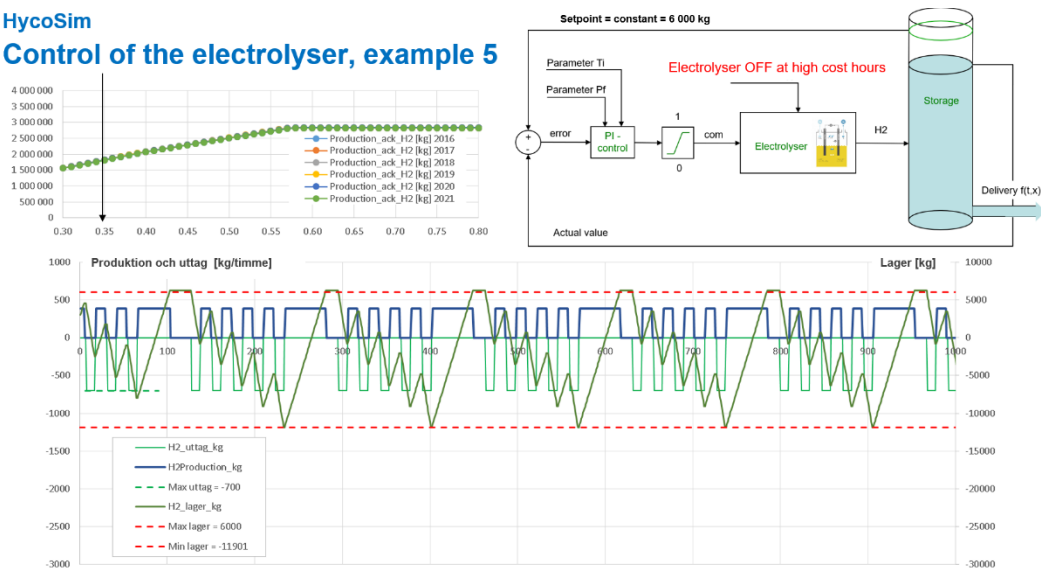 HycoSim
Control of the electrolyser, example 5
4 000 000
3 500 000
3 000 000
2 500 000
2 000 000
1 500 000
1 000 000
500 000
0
0.30 0.35 0.40 0.45 0.50 0.55 0.60 0.65 0.70 0.75 0.80
Production_ack_H2 [kg] 2016
Production_ack_H2 [kg] 2017
Production_ack_H2 [kg] 2018
Production_ack_H2 [kg] 2019
Production_ack_H2 [kg] 2020
Production_ack_H2 [kg] 2021
Setpoint = constant = 6 000 kg
Parameter Ti
Parameter Pf
Electrolyser OFF at high cost hours
+
-
error
PI -
control
1
0
com
Electrolyser
H2
Storage
Delivery f(t,x)
Actual value
Produktion och uttag [kg/timme]
Lager [kg]
1000
500
0
-500
-1000
-1500
-2000
-2500
-3000
0 100 200 300 400 500 600 700 800 900 1000
10000
5000
0
-5000
-10000
-15000
-20000
-25000
-30000
H2_uttag_kg
H2Production_kg
Max uttag = -700
H2_lager_kg
Max lager = 6000
Min lager = -11901